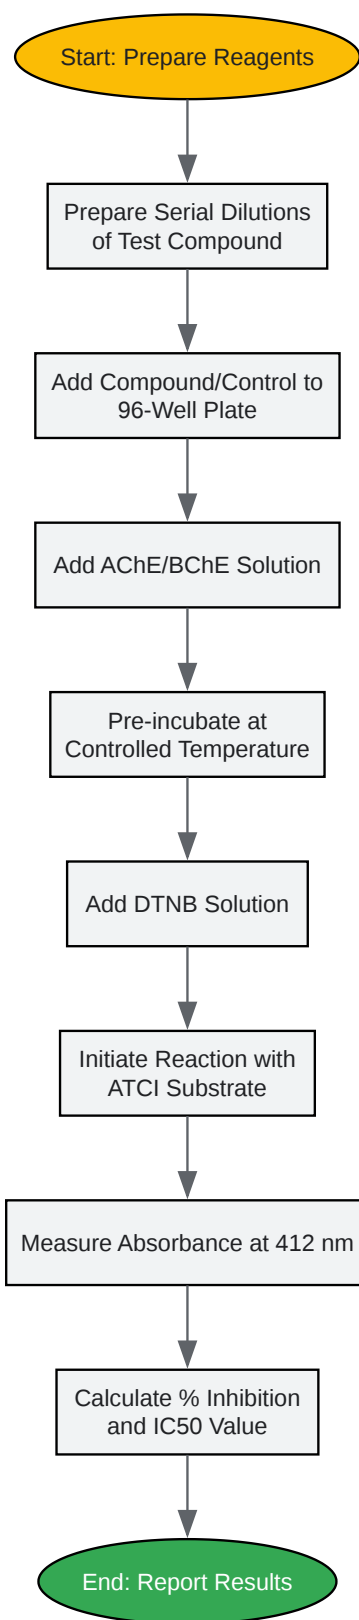 Start: Prepare Reagents
Prepare Serial Dilutions
of Test Compound
Add Compound/Control to
96-Well Plate
Add AChE/BChE Solution
Pre-incubate at
Controlled Temperature
Add DTNB Solution
Initiate Reaction with
ATCI Substrate
Measure Absorbance at 412 nm
Calculate % Inhibition
and IC50 Value
End: Report Results